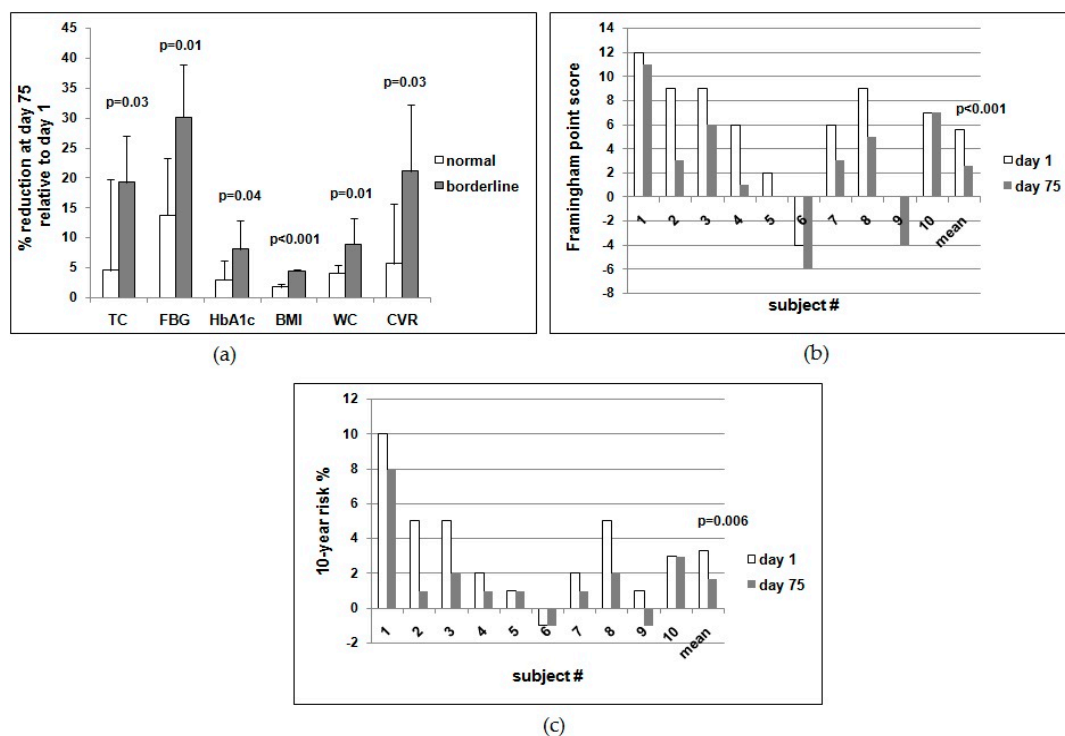 45
40
35
30
25
20
15
10
5
0
% reduction at day 75
relative to day 1
p=0.03
p=0.01
p=0.04
p<0.001
p=0.01
p=0.03
normal
borderline
TC FBG HbA1c BMI WC CVR
(a)
14
12
10
8
6
4
2
0
-2
-4
-6
-8
Framingham point score
p<0.001
day 1
day 75
1 2 3 4 5 6 7 8 9 10 mean
subject #
(b)
12
10
8
6
4
2
0
-2
10-year risk %
p=0.006
day 1
day 75
1 2 3 4 5 6 7 8 9 10 mean
subject #
(c)